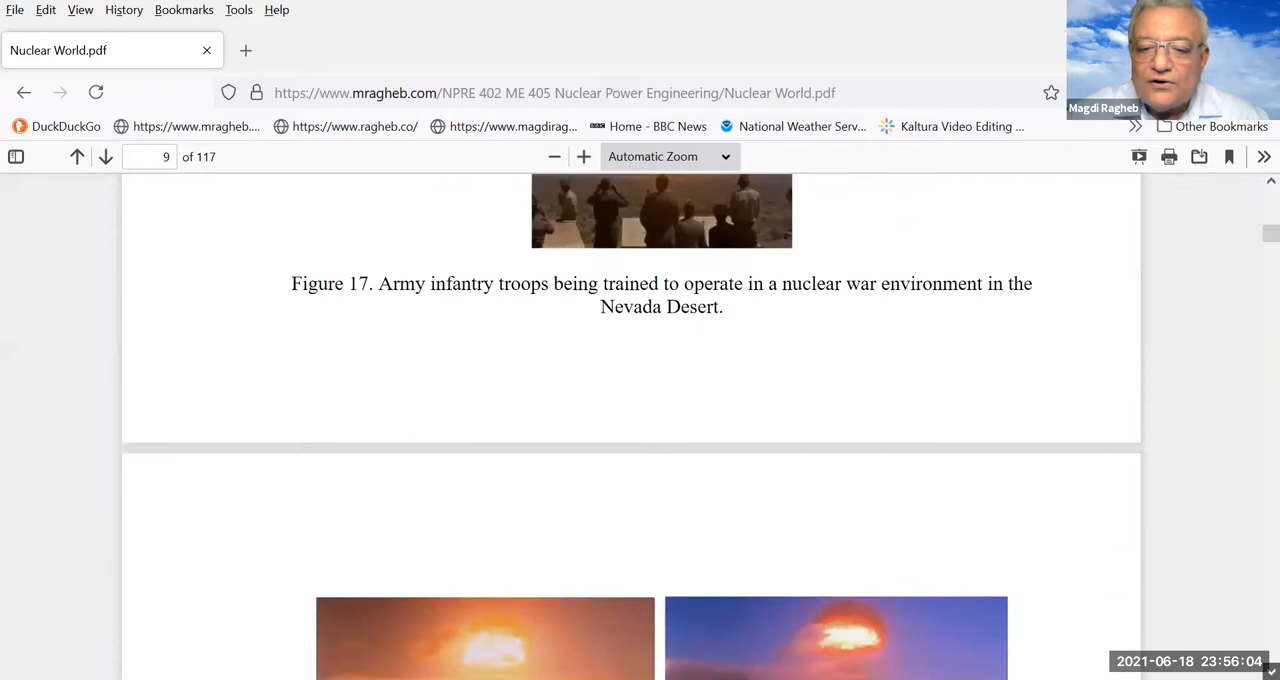 File Edit View History Bookmarks Tools Help
Nuclear World.pdf
https://www.mragheb.com/NPRE 402 ME 405 Nuclear Power Engineering/Nuclear World.pdf
Magdi Ragheb
DuckDuckGo https://www.mragheb.... https://www.ragheb.co/ https://www.magdirag... BBC Home - BBC News National Weather Serv... Kaltura Video Editing ... Other Bookmarks
9 of 117 Automatic Zoom
Figure 17. Army infantry troops being trained to operate in a nuclear war environment in the
Nevada Desert.
2021-06-18 23:56:04